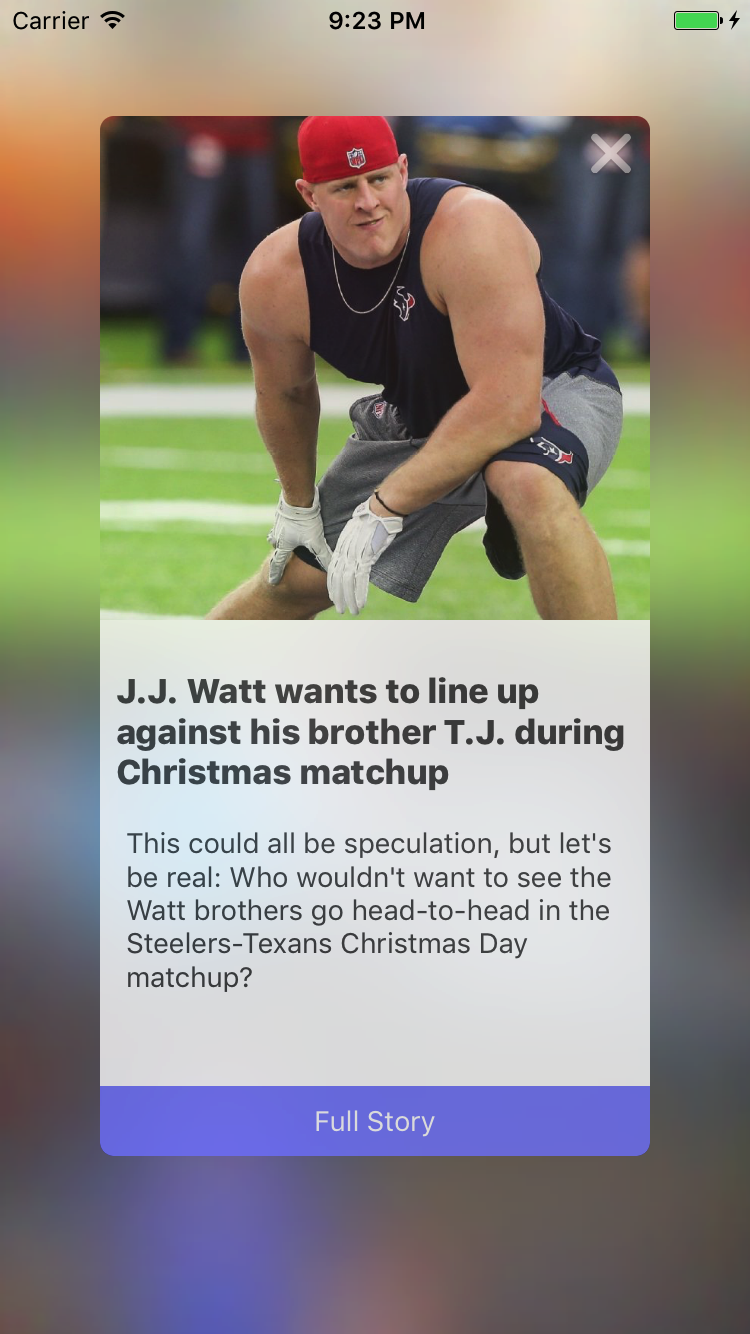 Carrier
9:23 PM
J.J. Watt wants to line up
against his brother T.J. during
Christmas matchup
This could all be speculation, but let's
be real: Who wouldn't want to see the
Watt brothers go head-to-head in the
Steelers-Texans Christmas Day
matchup?
Full Story